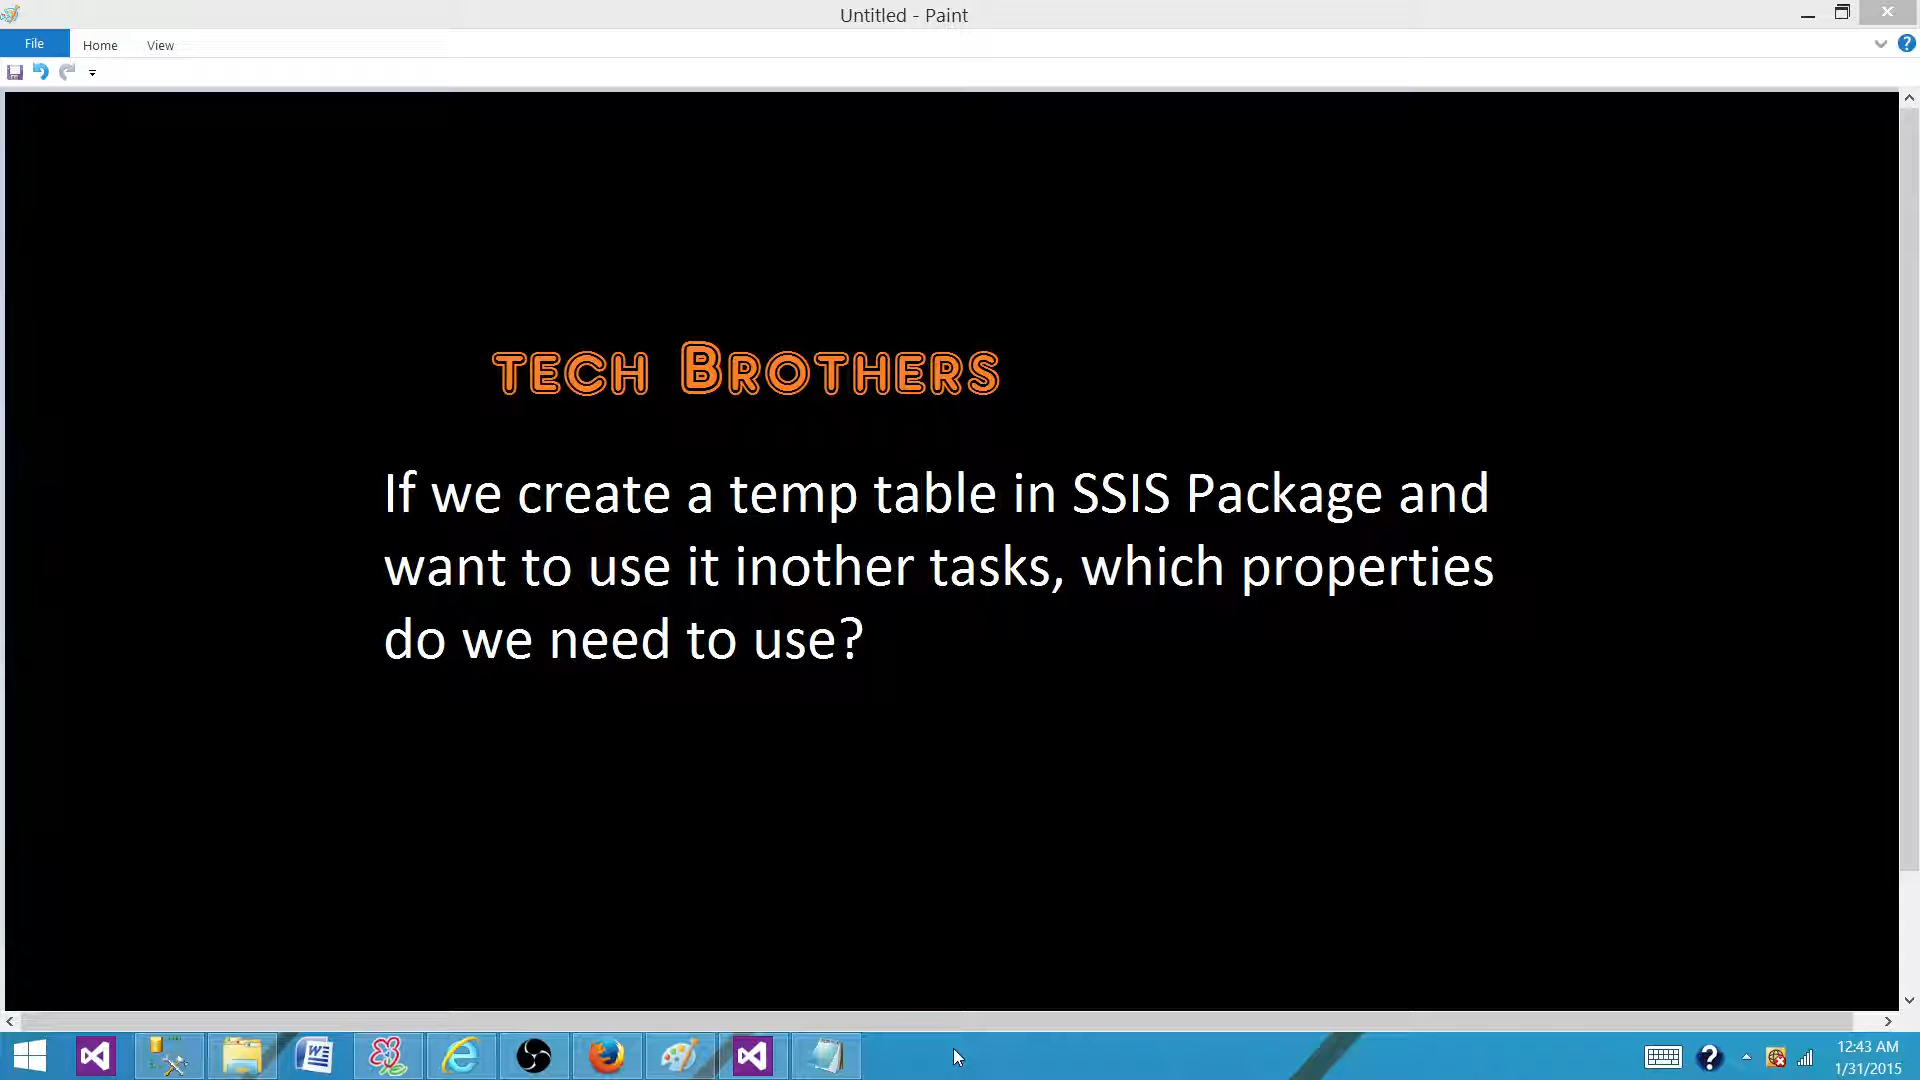 Untitled - Paint
File Home View
tech Brothers
If we create a temp table in SSIS Package and
want to use it inother tasks, which properties
do we need to use?
12:43 AM
1/31/2015